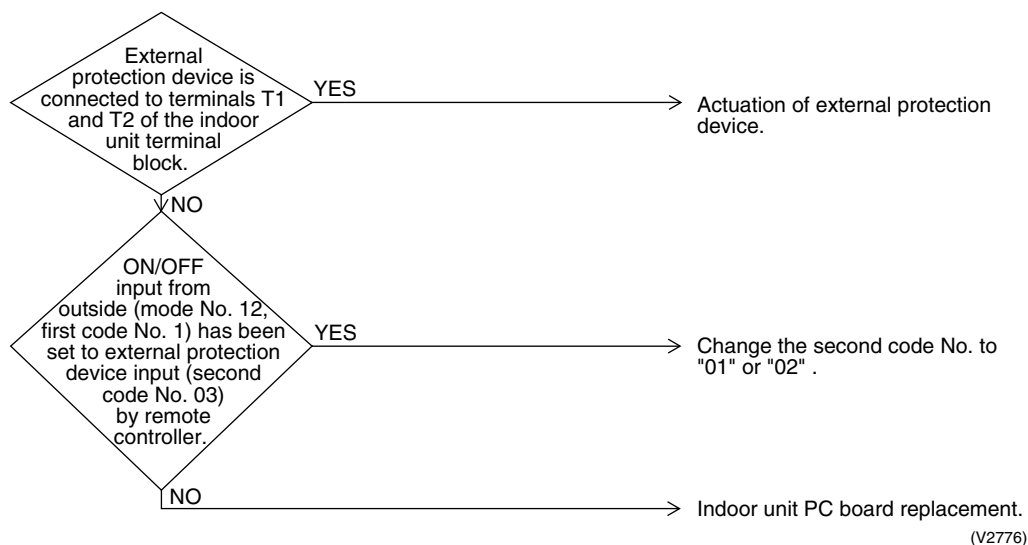 External
protection device is
connected to terminals T1
and T2 of the indoor
unit terminal
block.
YES
Actuation of external protection
device.
NO
ON/OFF
input from
outside (mode No. 12,
first code No. 1) has been
set to external protection
device input (second
code No. 03)
by remote
controller.
YES
Change the second code No. to
"01" or "02" .
NO
Indoor unit PC board replacement.
(V2776)